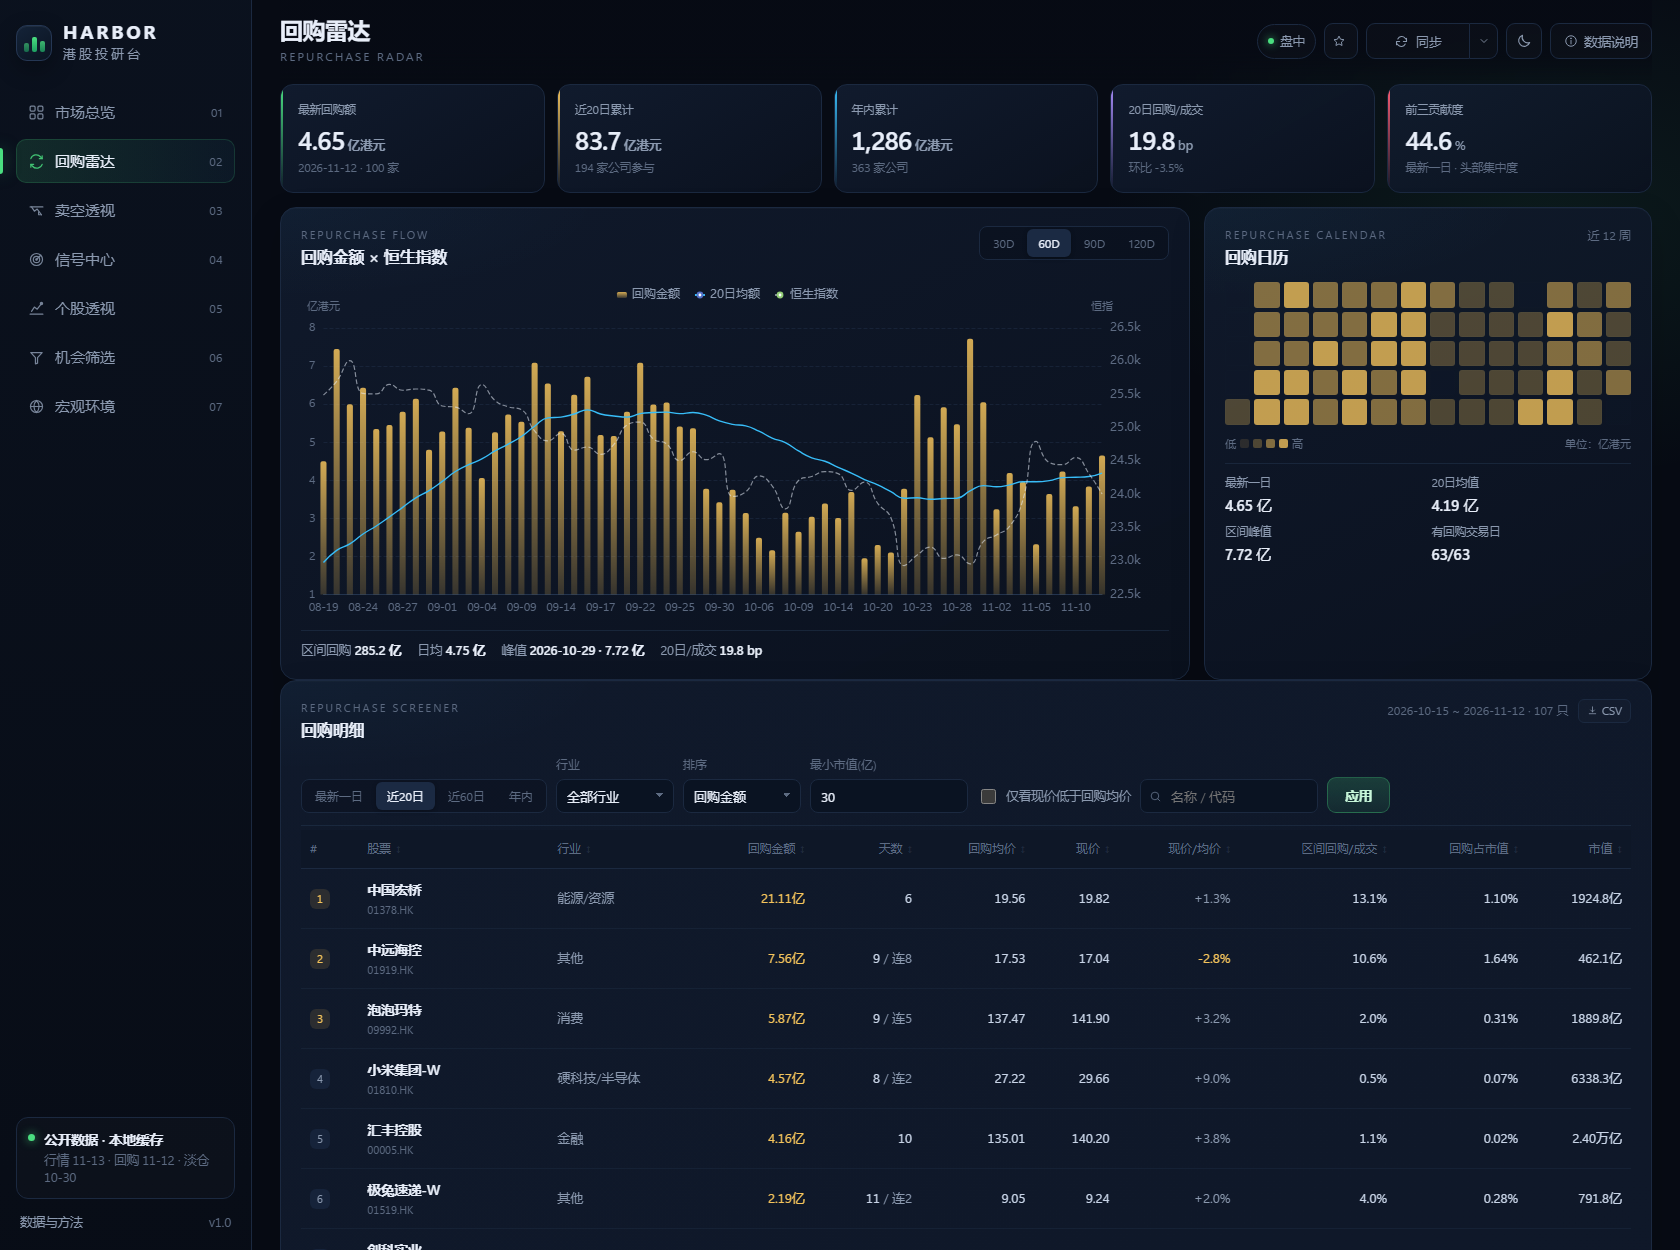 HARBOR
港股投研台
市场总览 01
回购雷达 02
卖空透视 03
信号中心 04
个股透视 05
机会筛选 06
宏观环境 07
公开数据 · 本地缓存
行情 11-13 · 回购 11-12 · 淡仓
10-30
数据与方法 v1.0
回购雷达
REPURCHASE RADAR
盘中
同步
数据说明
最新回购额
4.65 亿港元
2026-11-12 · 100 家
近20日累计
83.7 亿港元
194 家公司参与
年内累计
1,286 亿港元
363 家公司
20日回购/成交
19.8 bp
环比 -3.5%
前三贡献度
44.6 %
最新一日 · 头部集中度
REPURCHASE FLOW
回购金额 × 恒生指数
30D 60D 90D 120D
回购金额 20日均额 恒生指数
亿港元 恒指
8 26.5k
7 26.0k
6 25.5k
5 25.0k
4 24.5k
3 24.0k
2 23.5k
1 23.0k
22.5k
08-19 08-24 08-27 09-01 09-04 09-09 09-14 09-17 09-22 09-25 09-30 10-06 10-09 10-14 10-20 10-23 10-28 11-02 11-05 11-10
区间回购 285.2 亿 日均 4.75 亿 峰值 2026-10-29 · 7.72 亿 20日/成交 19.8 bp
REPURCHASE CALENDAR
回购日历
近 12 周
低 高 单位：亿港元
最新一日 20日均值
4.65 亿 4.19 亿
区间峰值 有回购交易日
7.72 亿 63/63
REPURCHASE SCREENER
回购明细
2026-10-15 ~ 2026-11-12 · 107 只 CSV
行业 排序 最小市值(亿)
最新一日 近20日 近60日 年内 全部行业 回购金额 30 仅看现价低于回购均价 名称 / 代码 应用
# 股票 行业 回购金额 天数 回购均价 现价 现价/均价 区间回购/成交 回购占市值 市值
1 中国宏桥 能源/资源 21.11亿 6 19.56 19.82 +1.3% 13.1% 1.10% 1924.8亿
01378.HK
2 中远海控 其他 7.56亿 9 / 连8 17.53 17.04 -2.8% 10.6% 1.64% 462.1亿
01919.HK
3 泡泡玛特 消费 5.87亿 9 / 连5 137.47 141.90 +3.2% 2.0% 0.31% 1889.8亿
09992.HK
4 小米集团-W 硬科技/半导体 4.57亿 8 / 连2 27.22 29.66 +9.0% 0.5% 0.07% 6338.3亿
01810.HK
5 汇丰控股 金融 4.16亿 10 135.01 140.20 +3.8% 1.1% 0.02% 2.40万亿
00005.HK
6 极兔速递-W 其他 2.19亿 11 / 连2 9.05 9.24 +2.0% 4.0% 0.28% 791.8亿
01519.HK
创科实业